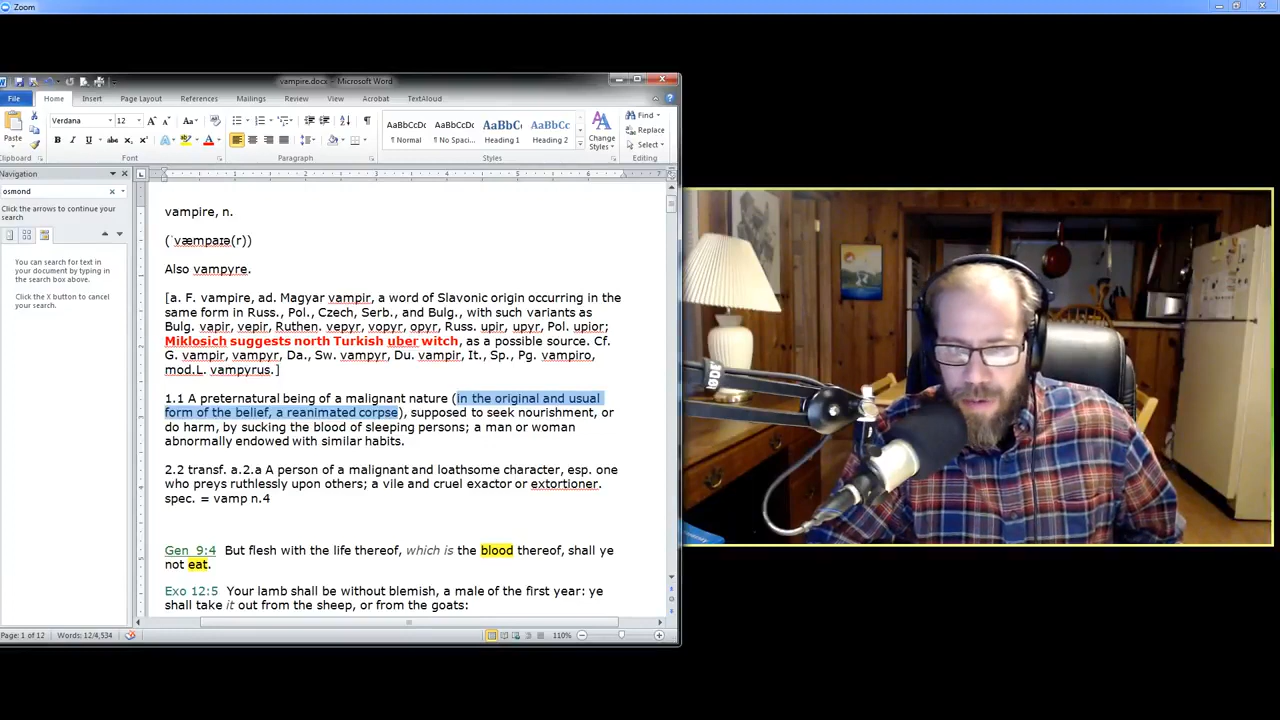 Zoom
vampire.docx - Microsoft Word
File Home Insert Page Layout References Mailings Review View Acrobat TextAloud
Verdana 12
Paste
Clipboard Font Paragraph Styles Editing
AaBbCcDc AaBbCcDc AaBbC AaBbCc
¶ Normal ¶ No Spaci... Heading 1 Heading 2
Change Styles
Find
Replace
Select
Navigation
osmond
Click the arrows to continue your
search
You can search for text in
your document by typing in
the search box above.
Click the X button to cancel
your search.
1 2 3 4 5 6 7
vampire, n.
(ˈvæmpaɪə(r))
Also vampyre.
[a. F. vampire, ad. Magyar vampir, a word of Slavonic origin occurring in the
same form in Russ., Pol., Czech, Serb., and Bulg., with such variants as
Bulg. vapir, vepir, Ruthen. vepyr, vopyr, opyr, Russ. upir, upyr, Pol. upior;
Miklosich suggests north Turkish uber witch, as a possible source. Cf.
G. vampir, vampyr, Da., Sw. vampyr, Du. vampir, It., Sp., Pg. vampiro,
mod.L. vampyrus.]
1.1 A preternatural being of a malignant nature (in the original and usual
form of the belief, a reanimated corpse), supposed to seek nourishment, or
do harm, by sucking the blood of sleeping persons; a man or woman
abnormally endowed with similar habits.
2.2 transf. a.2.a A person of a malignant and loathsome character, esp. one
who preys ruthlessly upon others; a vile and cruel exactor or extortioner.
spec. = vamp n.4
Gen 9:4 But flesh with the life thereof, which is the blood thereof, shall ye
not eat.
Exo 12:5 Your lamb shall be without blemish, a male of the first year: ye
shall take it out from the sheep, or from the goats:
Page: 1 of 12 Words: 12/4,534 110%